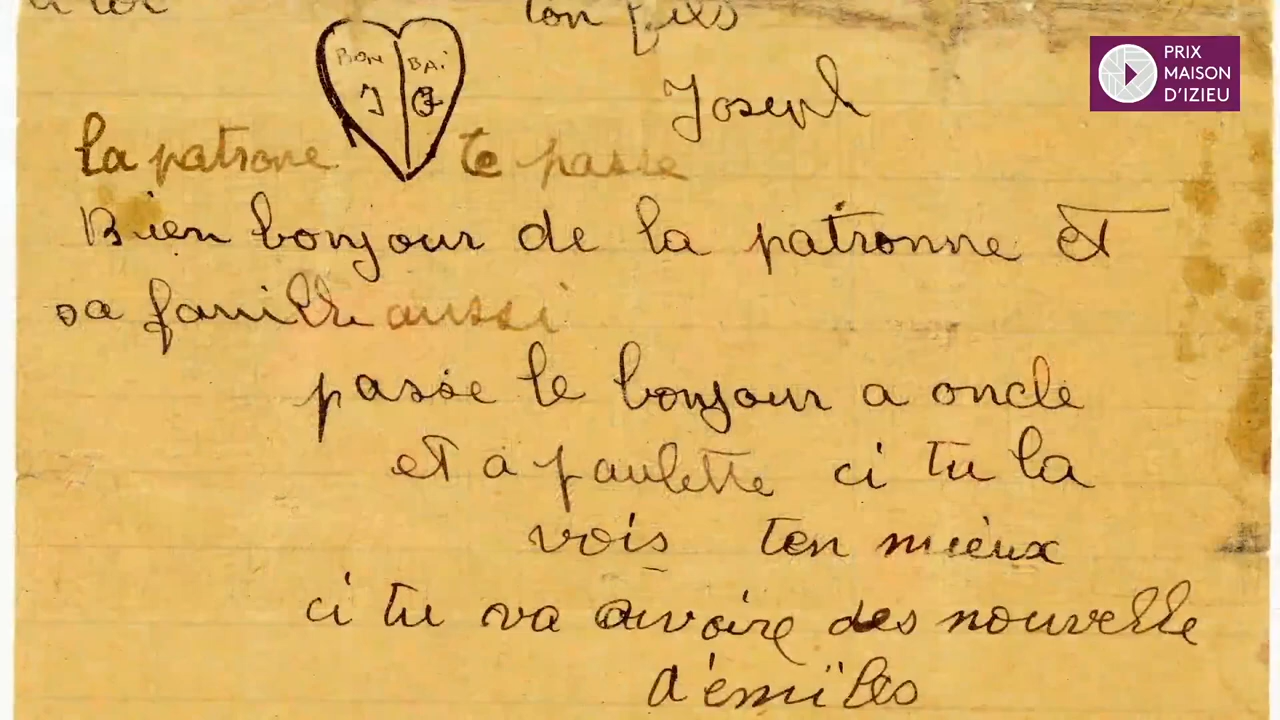 ton fils
BON BAi
J J
Joseph
la patrone te passe
Bien bonjour de la patronne et
sa famille aussi
passe le bonjour a oncle
et a paulette ci tu la
vois ten mieux
ci tu va avoire des nouvelle
d'émiles
PRIX
MAISON
D'IZIEU